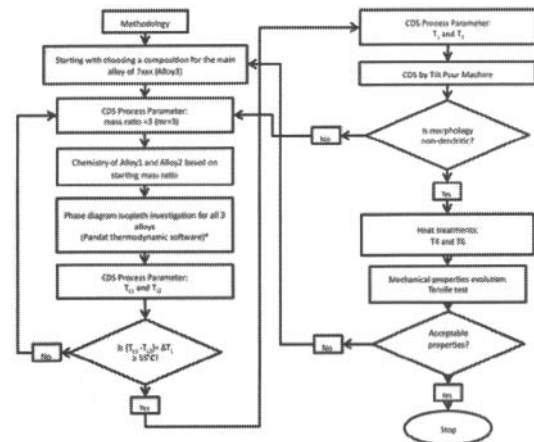 Methodology
Starting with choosing a composition for the main
alloy of 7xxx (Alloy3)
CDS Process Parameter:
mass ratio =3 (mr=3)
Chemistry of Alloy1 and Alloy2 based on
starting mass ratio
Phase diagram isopleth investigation for all 3
alloys
(Pandat thermodynamic software)*
CDS Process Parameter:
and
No
Yes
CDS Process Parameter:
and
CDS by Tilt Pour Machine
Is morphology
non-dendritic?
No
Yes
Heat treatments:
T4 and T6
Mechanical properties evolution:
Tensile test
Acceptable
properties?
No
Yes
Stop